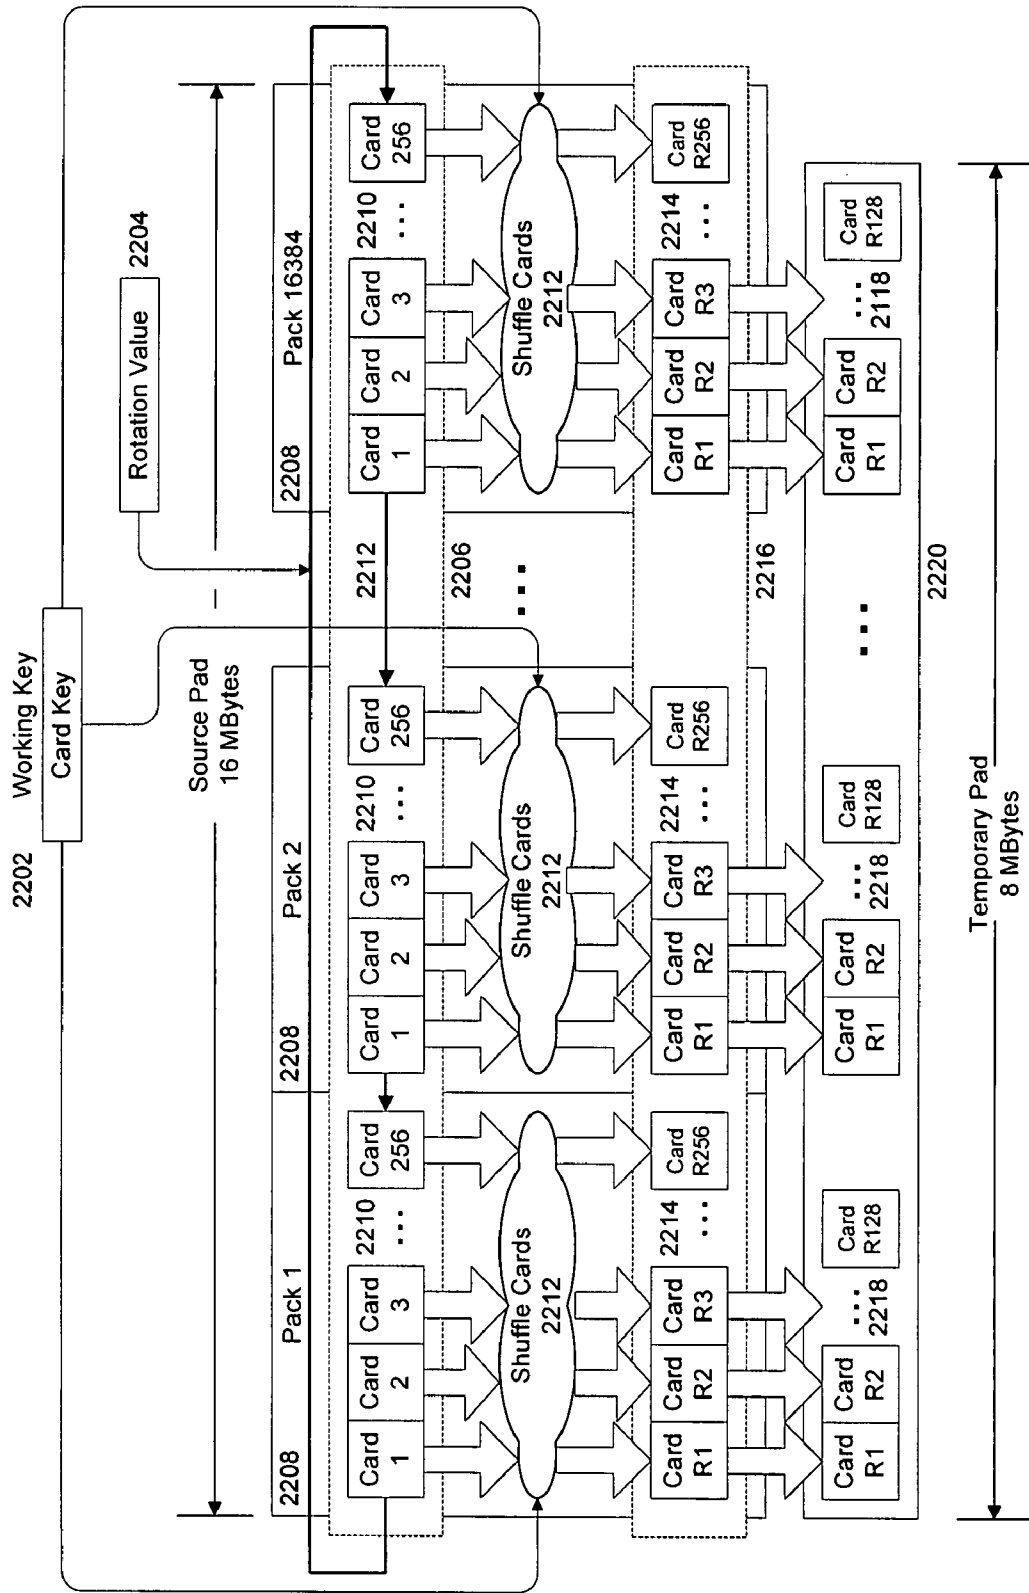 Working Key
2202
Card Key
Rotation Value
2204
Source Pad
16 MBytes
Pack 1
Pack 2
Pack 16384
2208
2208
2208
Card 1
Card 2
Card 3
2210
...
Card 256
Card 1
Card 2
Card 3
2210
...
Card 256
2212
Card 1
Card 2
Card 3
2210
...
Card 256
2206
Shuffle Cards
2212
Shuffle Cards
2212
...
Shuffle Cards
2212
Card R1
Card R2
Card R3
2214
...
Card R256
Card R1
Card R2
Card R3
2214
...
Card R256
Card R1
Card R2
Card R3
2214
...
Card R256
2216
Card R1
Card R2
...
2218
Card R128
Card R1
Card R2
...
2218
Card R128
...
Card R1
Card R2
...
2118
Card R128
2220
Temporary Pad
8 MBytes